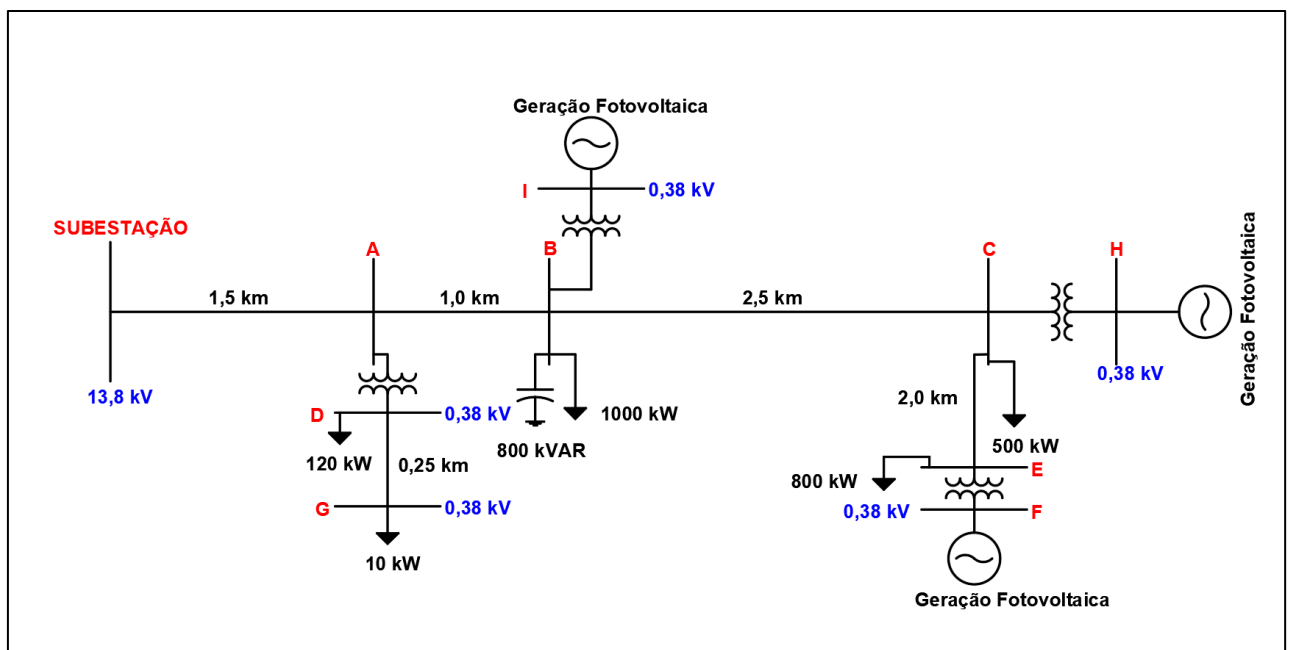 Geração Fotovoltaica
I
0,38 kV
SUBESTAÇÃO
A
B
C
H
Geração Fotovoltaica
1,5 km
1,0 km
2,5 km
13,8 kV
0,38 kV
D
0,38 kV
120 kW
0,25 km
1000 kW
800 kVAR
2,0 km
500 kW
800 kW
E
G
0,38 kV
0,38 kV
F
10 kW
Geração Fotovoltaica